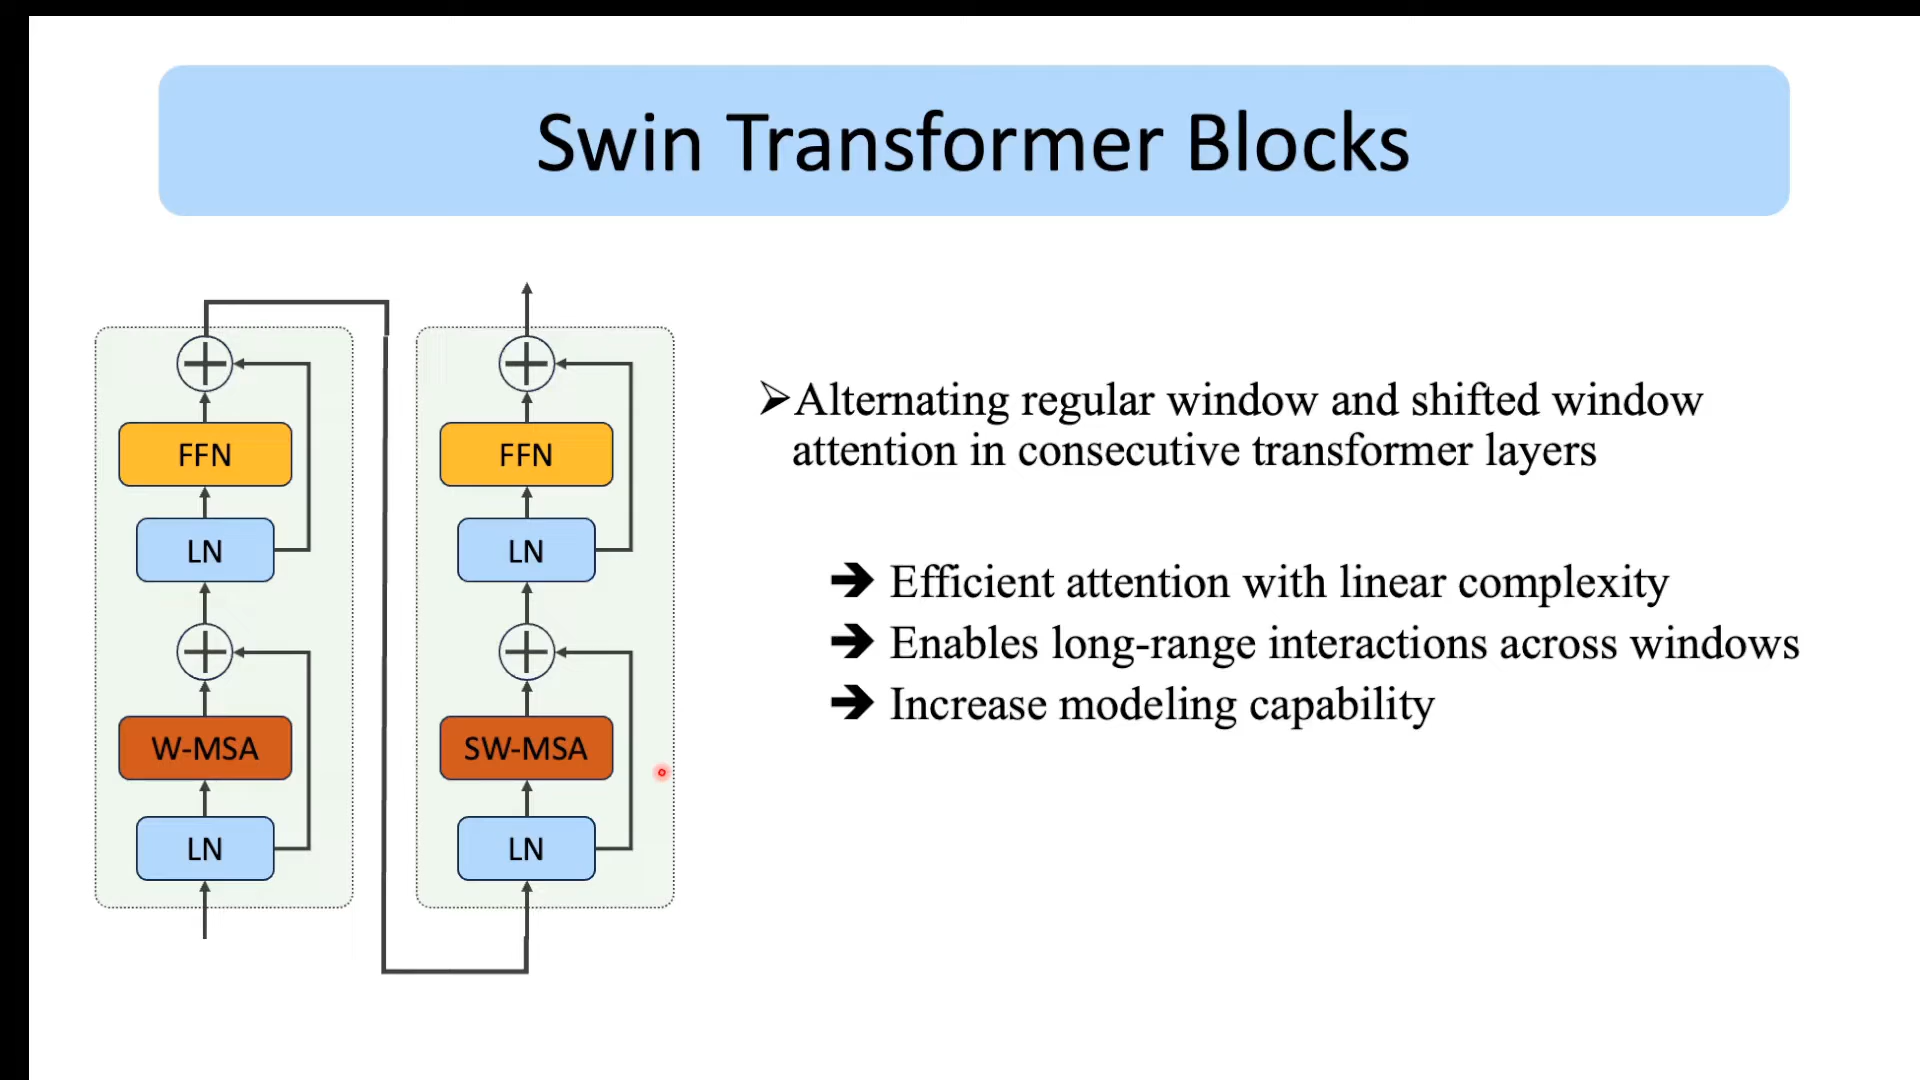 Swin Transformer Blocks
FFN
LN
W-MSA
LN
FFN
LN
SW-MSA
LN
Alternating regular window and shifted window
attention in consecutive transformer layers
Efficient attention with linear complexity
Enables long-range interactions across windows
Increase modeling capability